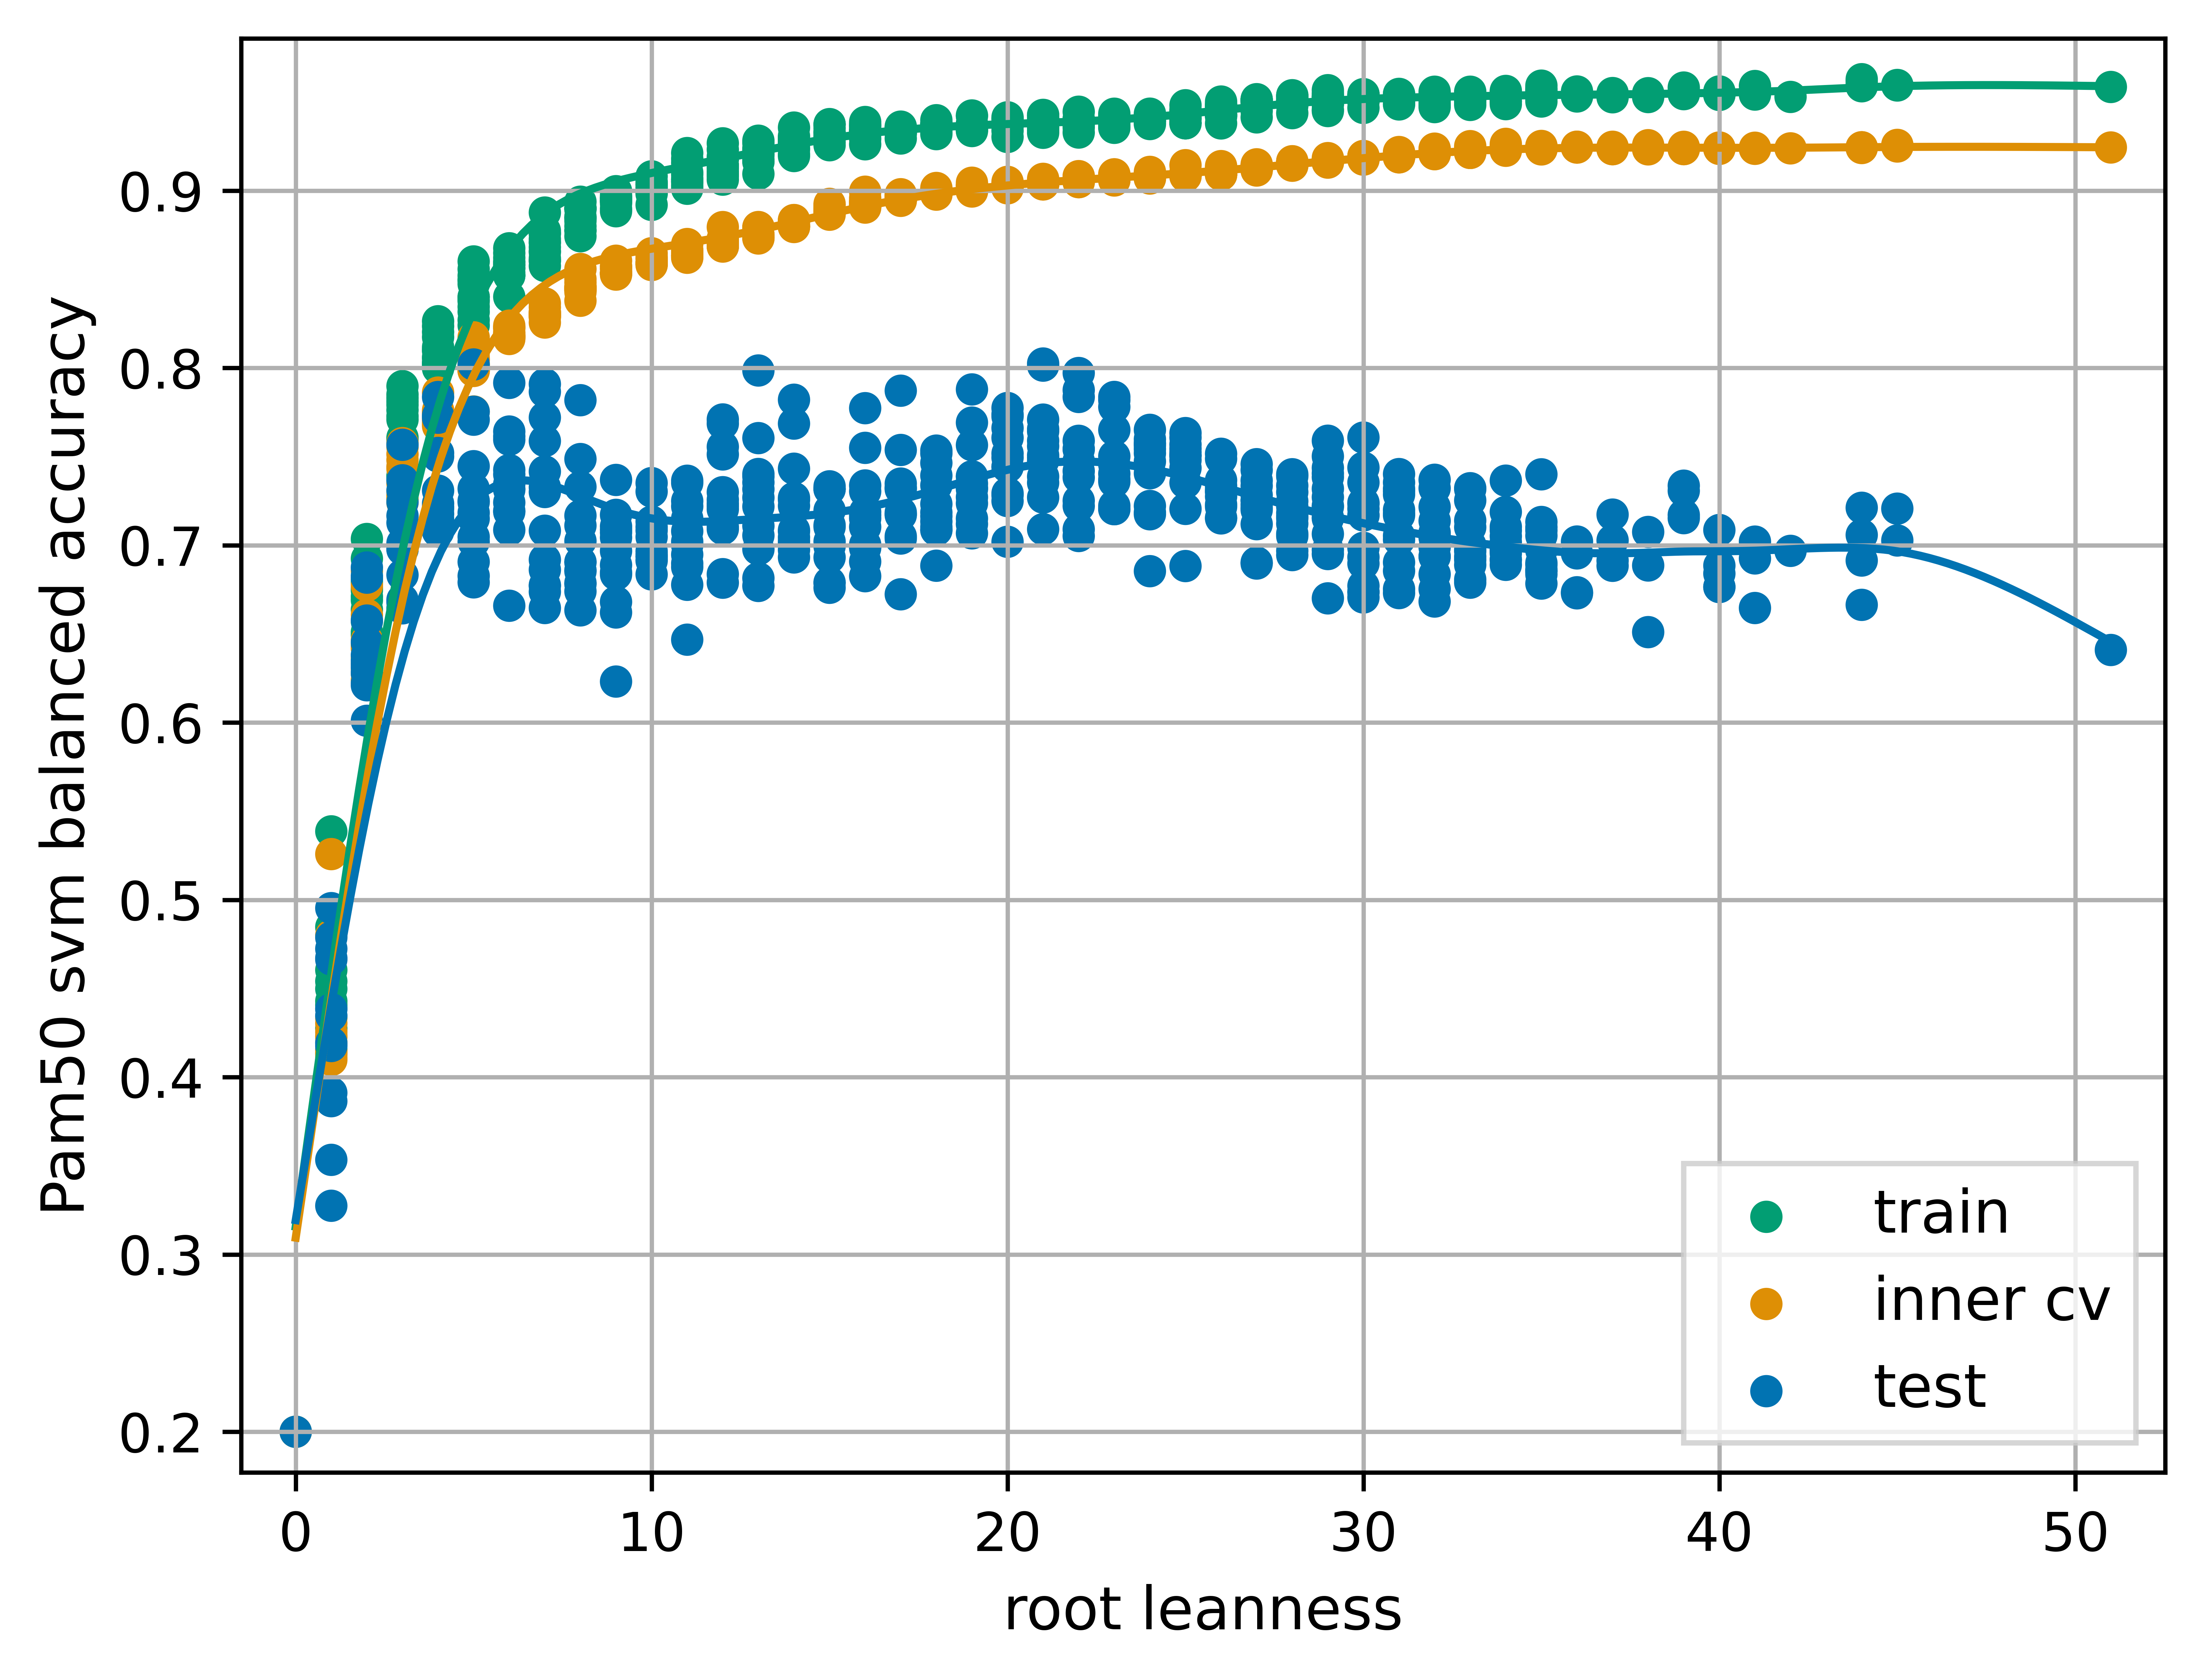 Pam50 svm balanced accuracy
0.9
0.8
0.7
0.6
0.5
0.4
0.3
0.2
train
inner cv
test
0 10 20 30 40 50
root leanness